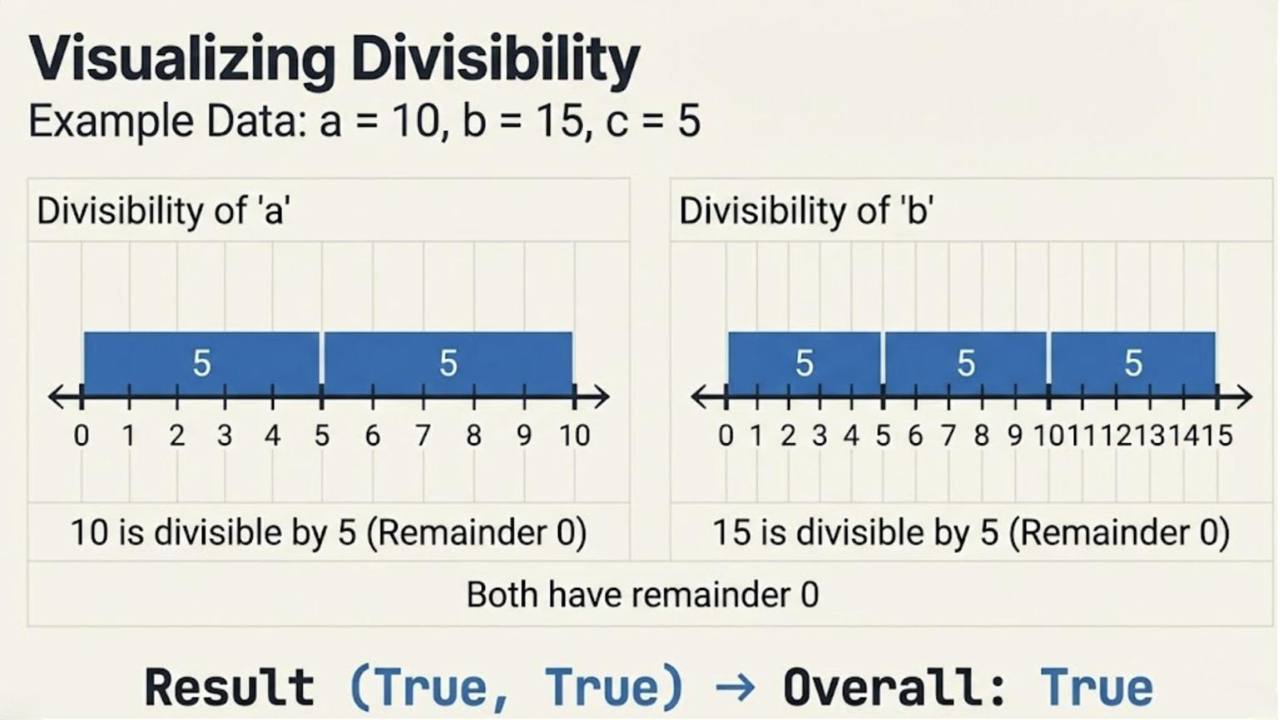 Visualizing Divisibility
Example Data: a = 10, b = 15, c = 5
Divisibility of 'a'
5 5
0 1 2 3 4 5 6 7 8 9 10
10 is divisible by 5 (Remainder 0)
Divisibility of 'b'
5 5 5
0 1 2 3 4 5 6 7 8 9 10 11 12 13 14 15
15 is divisible by 5 (Remainder 0)
Both have remainder 0
Result (True, True) → Overall: True